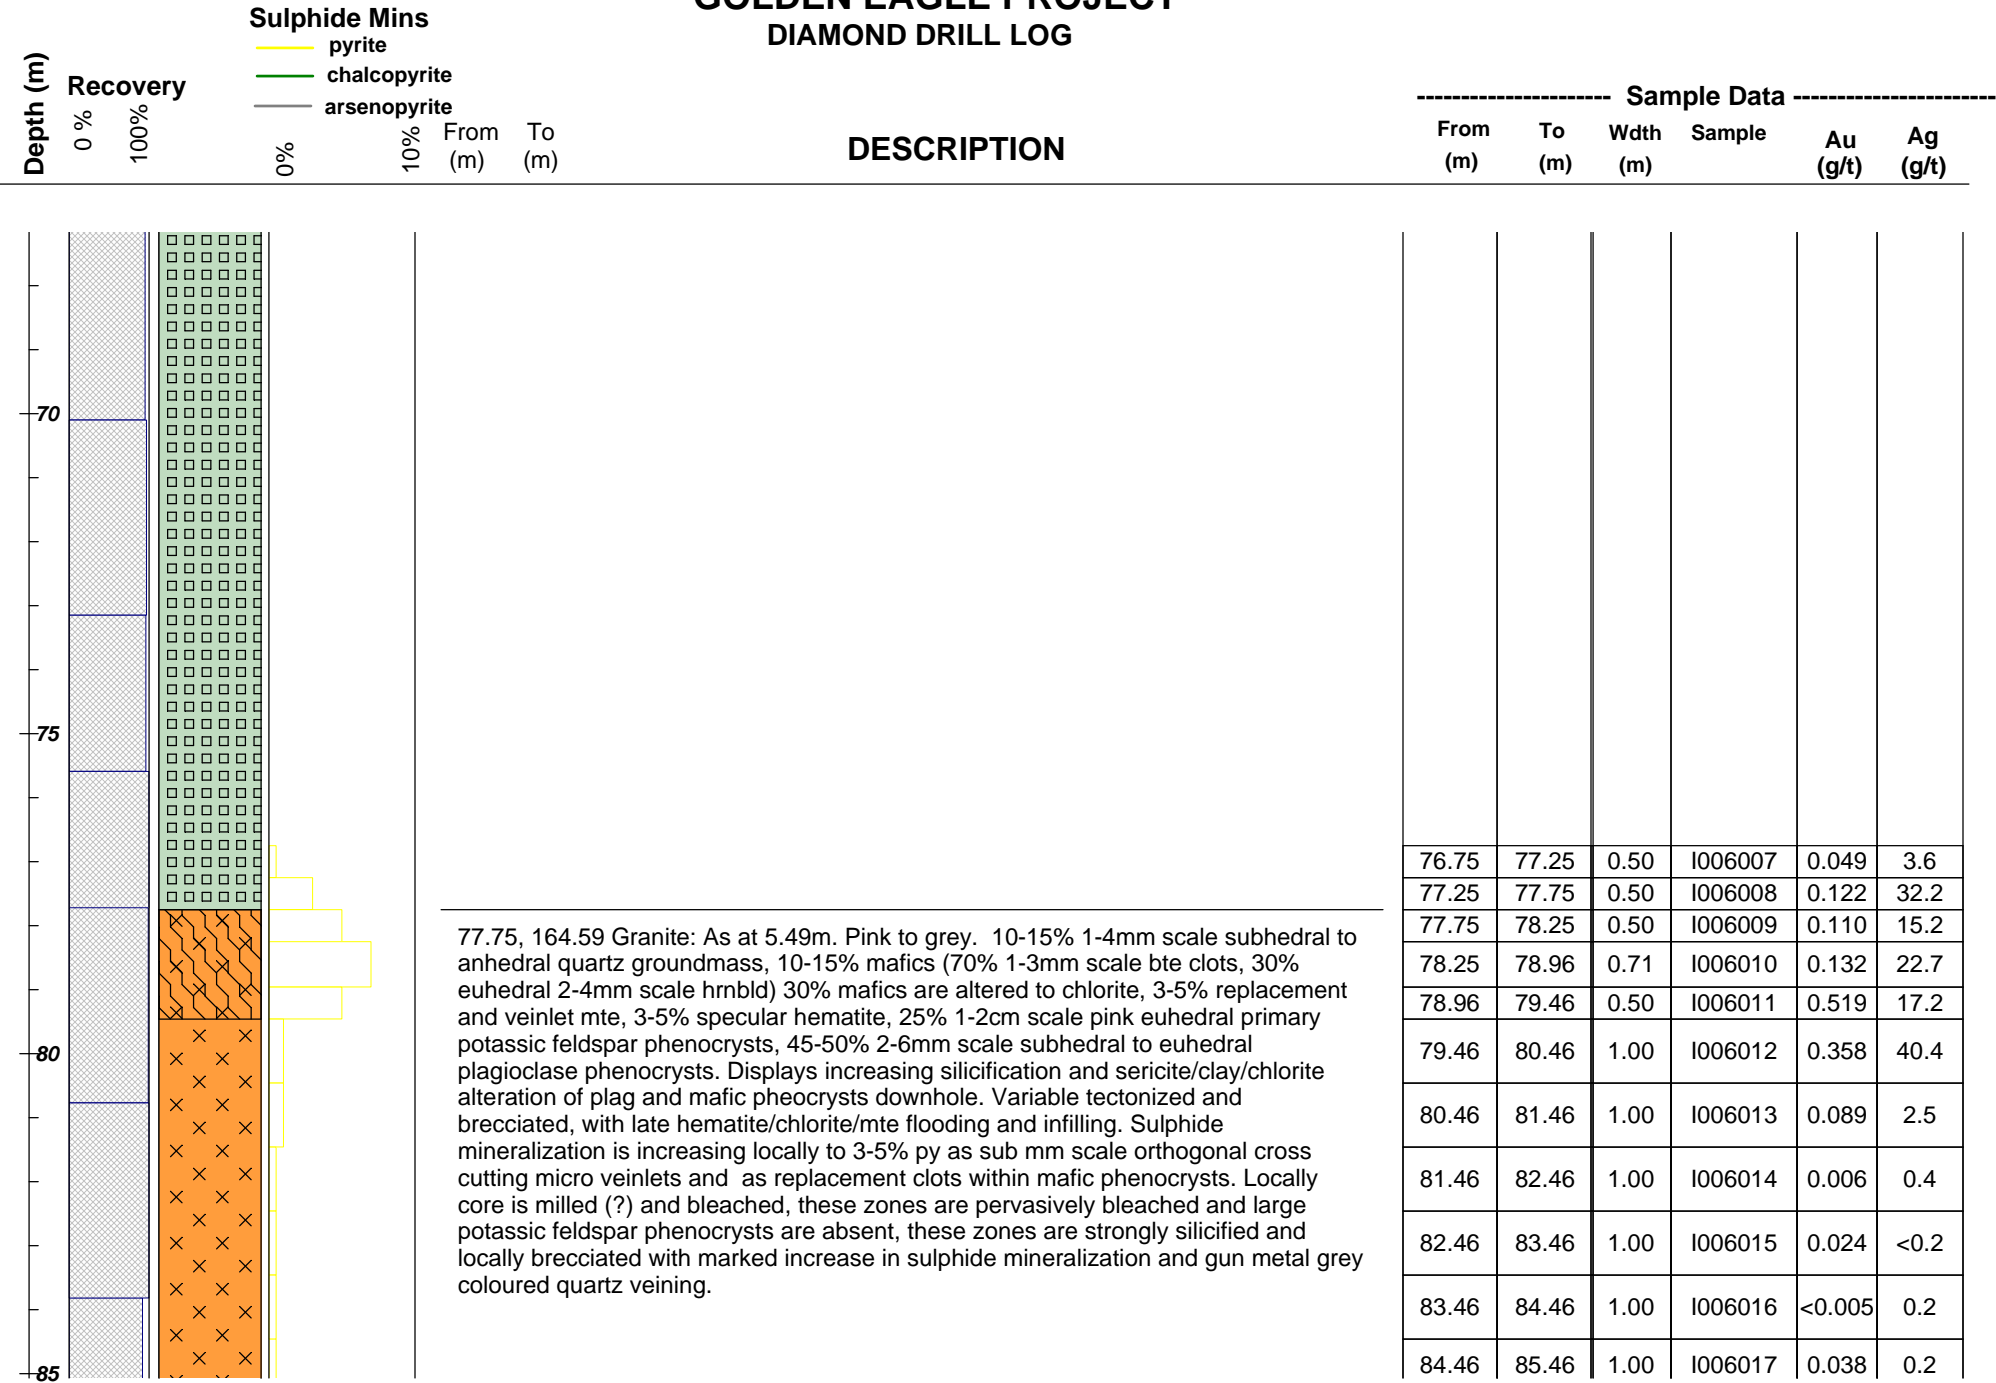 GOLDEN EAGLE PROJECT
DIAMOND DRILL LOG
Sulphide Mins
pyrite
chalcopyrite
arsenopyrite
Depth (m)
Recovery
0 %
100%
0%
10%
From (m)
To (m)
DESCRIPTION
---------------------- Sample Data -----------------------
From (m) To (m) Wdth (m) Sample Au (g/t) Ag (g/t)
70
75
80
85
77.75, 164.59 Granite: As at 5.49m. Pink to grey.  10-15% 1-4mm scale subhedral to
anhedral quartz groundmass, 10-15% mafics (70% 1-3mm scale bte clots, 30%
euhedral 2-4mm scale hrnbld) 30% mafics are altered to chlorite, 3-5% replacement
and veinlet mte, 3-5% specular hematite, 25% 1-2cm scale pink euhedral primary
potassic feldspar phenocrysts, 45-50% 2-6mm scale subhedral to euhedral
plagioclase phenocrysts. Displays increasing silicification and sericite/clay/chlorite
alteration of plag and mafic pheocrysts downhole. Variable tectonized and
brecciated, with late hematite/chlorite/mte flooding and infilling. Sulphide
mineralization is increasing locally to 3-5% py as sub mm scale orthogonal cross
cutting micro veinlets and  as replacement clots within mafic phenocrysts. Locally
core is milled (?) and bleached, these zones are pervasively bleached and large
potassic feldspar phenocrysts are absent, these zones are strongly silicified and
locally brecciated with marked increase in sulphide mineralization and gun metal grey
coloured quartz veining.
76.75 77.25 0.50 I006007 0.049 3.6
77.25 77.75 0.50 I006008 0.122 32.2
77.75 78.25 0.50 I006009 0.110 15.2
78.25 78.96 0.71 I006010 0.132 22.7
78.96 79.46 0.50 I006011 0.519 17.2
79.46 80.46 1.00 I006012 0.358 40.4
80.46 81.46 1.00 I006013 0.089 2.5
81.46 82.46 1.00 I006014 0.006 0.4
82.46 83.46 1.00 I006015 0.024 <0.2
83.46 84.46 1.00 I006016 <0.005 0.2
84.46 85.46 1.00 I006017 0.038 0.2